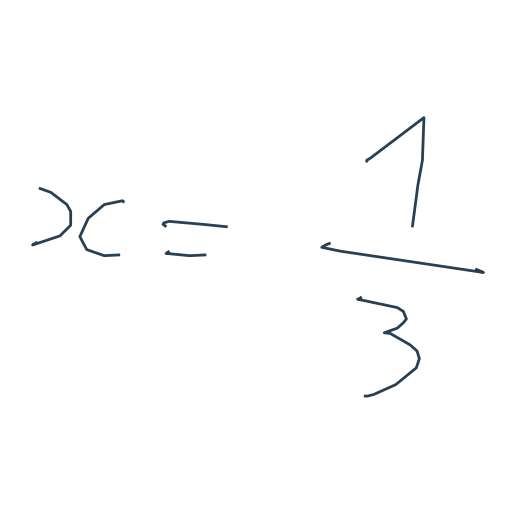 x = 1/3